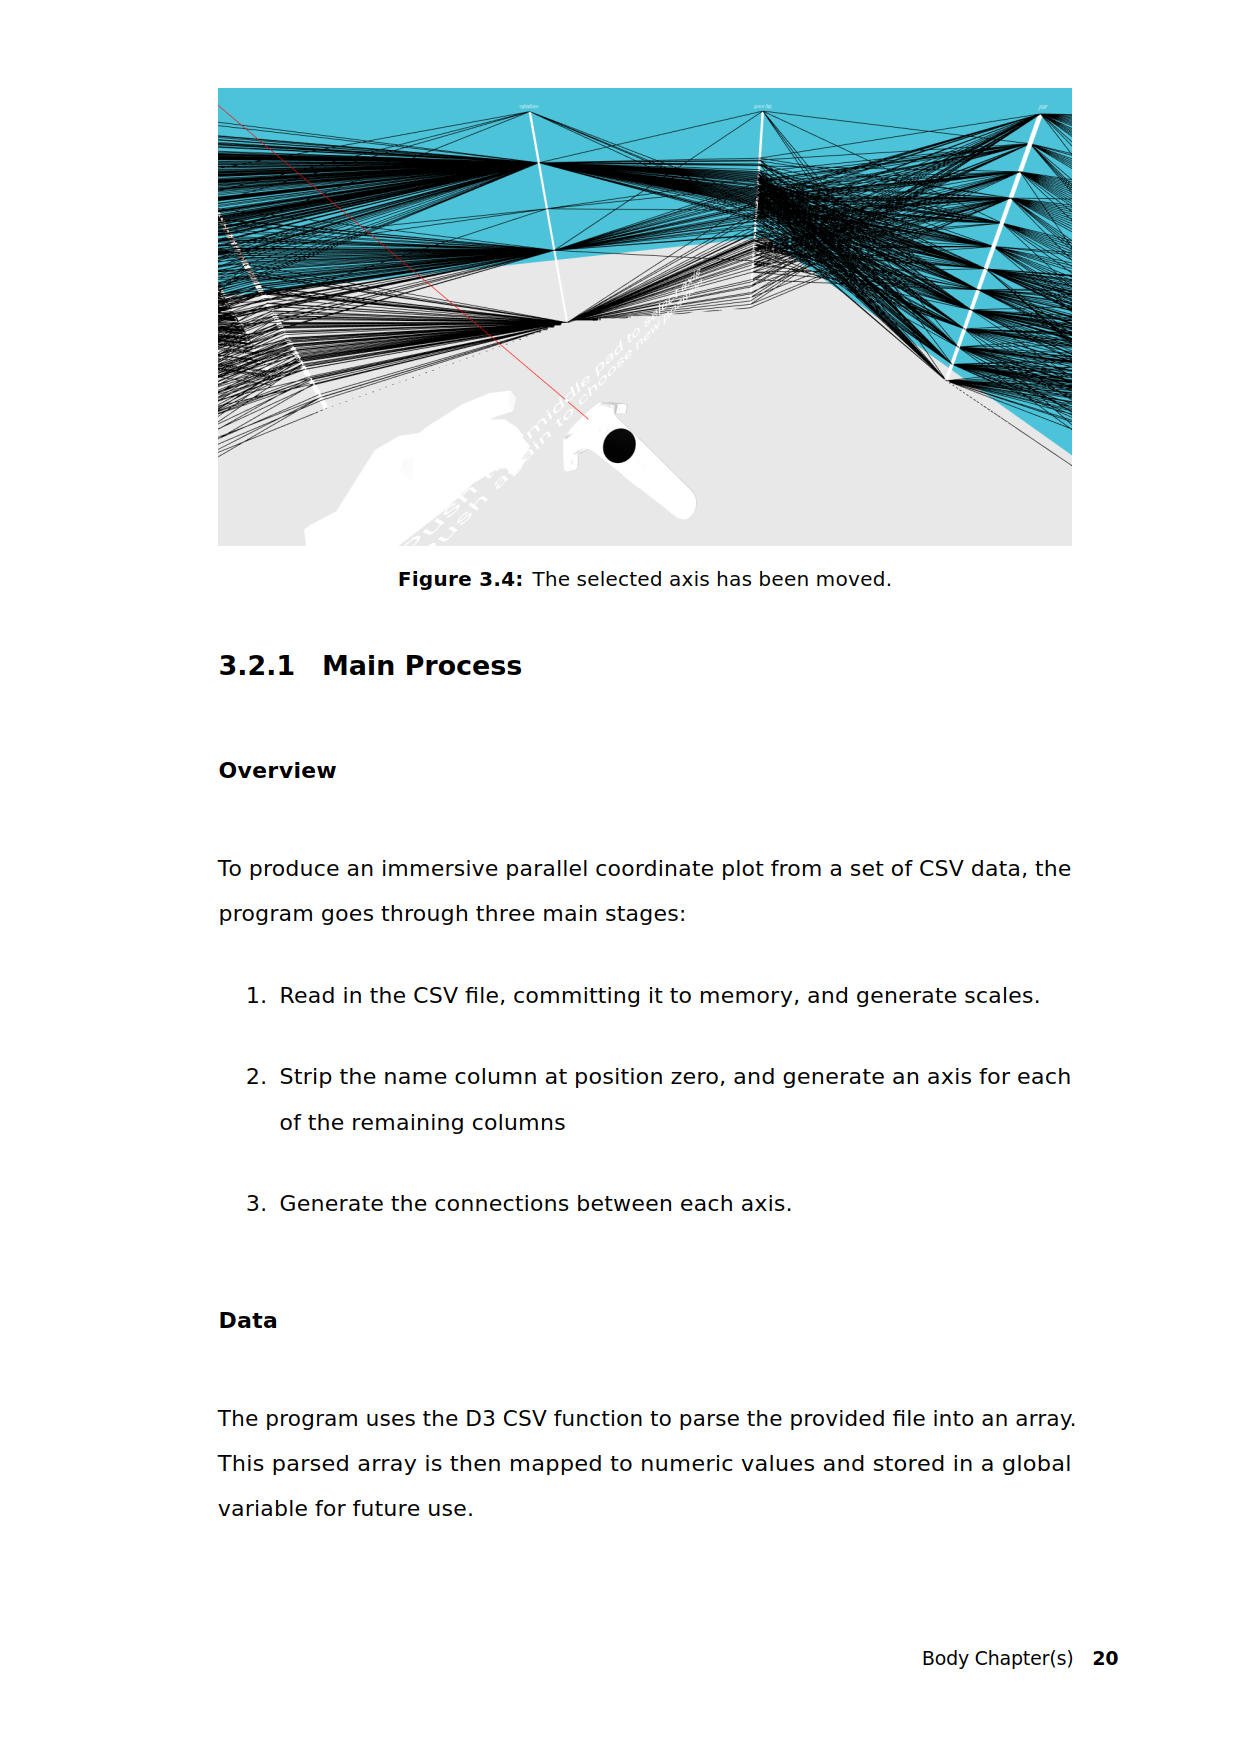 year
middle pad to select axis
push again to choose new position
Figure 3.4: The selected axis has been moved.
3.2.1 Main Process
Overview
To produce an immersive parallel coordinate plot from a set of CSV data, the
program goes through three main stages:
1. Read in the CSV file, committing it to memory, and generate scales.
2. Strip the name column at position zero, and generate an axis for each
of the remaining columns
3. Generate the connections between each axis.
Data
The program uses the D3 CSV function to parse the provided file into an array.
This parsed array is then mapped to numeric values and stored in a global
variable for future use.
Body Chapter(s) 20